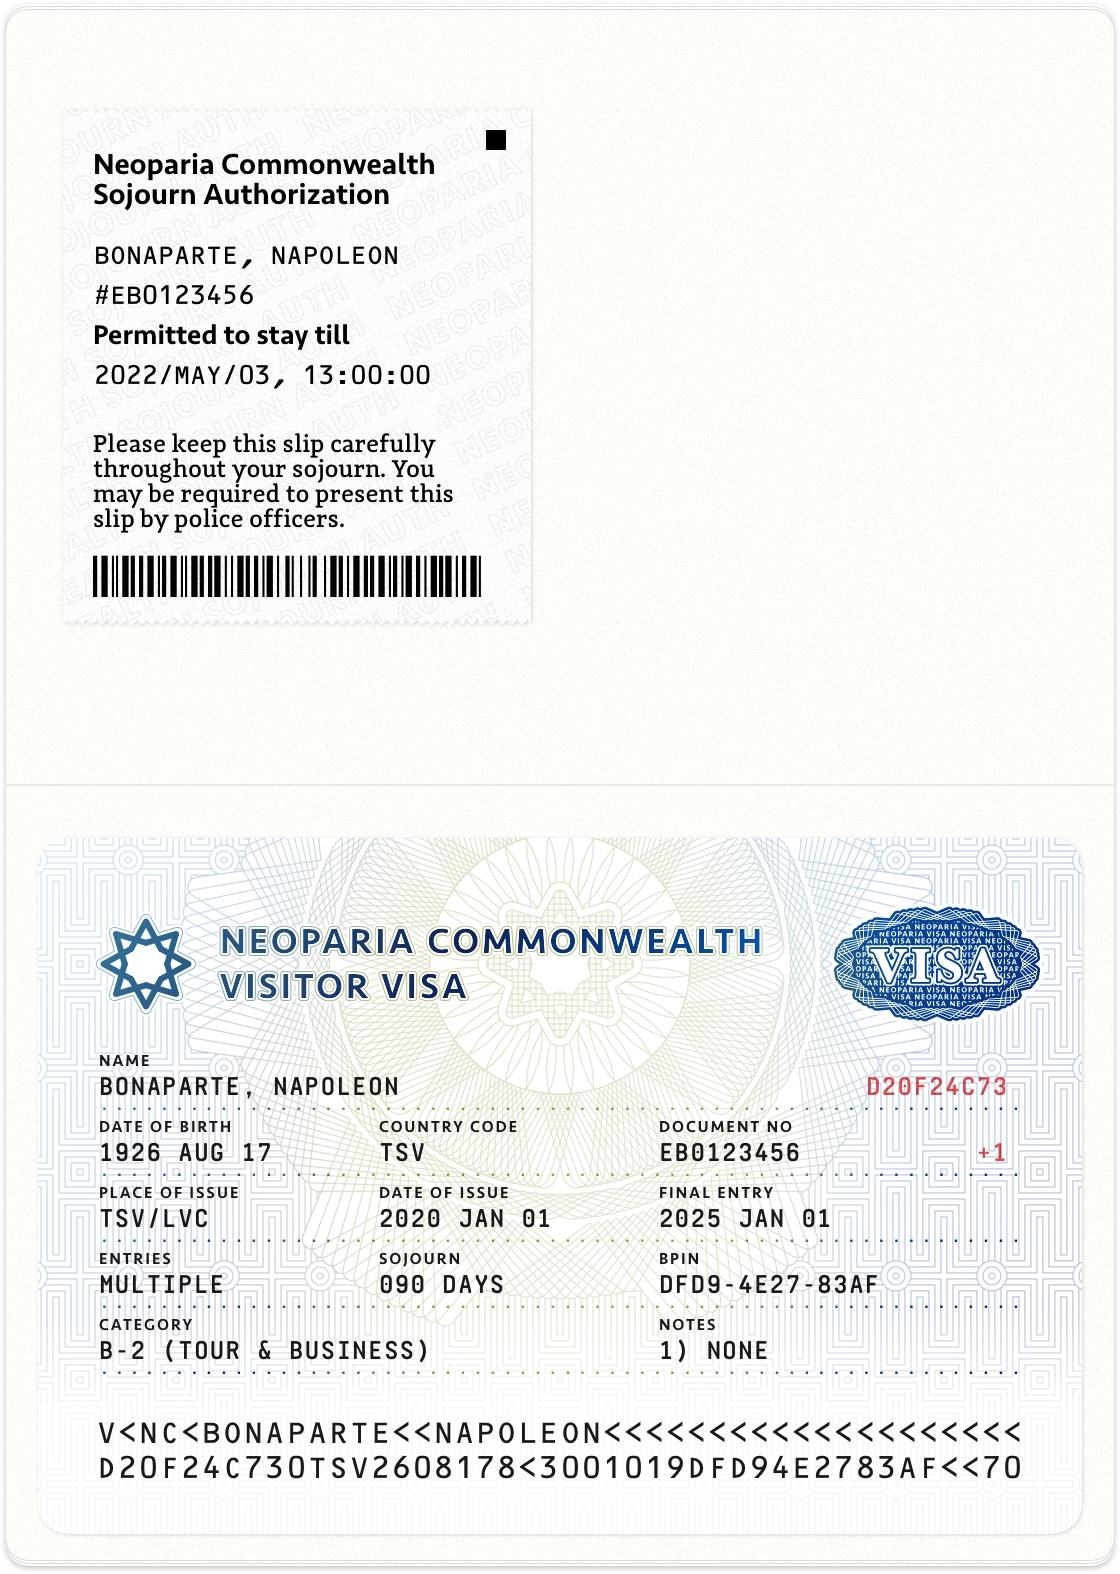 Neoparia Commonwealth
Sojourn Authorization
BONAPARTE, NAPOLEON
#EB0123456
Permitted to stay till
2022/MAY/03, 13:00:00
Please keep this slip carefully
throughout your sojourn. You
may be required to present this
slip by police officers.
NEOPARIA COMMONWEALTH
VISITOR VISA
VISA
NAME
BONAPARTE, NAPOLEON D20F24C73
DATE OF BIRTH COUNTRY CODE DOCUMENT NO
1926 AUG 17 TSV EB0123456 +1
PLACE OF ISSUE DATE OF ISSUE FINAL ENTRY
TSV/LVC 2020 JAN 01 2025 JAN 01
ENTRIES SOJOURN BPIN
MULTIPLE 090 DAYS DFD9-4E27-83AF
CATEGORY NOTES
B-2 (TOUR & BUSINESS) 1) NONE
V<NC<BONAPARTE<<NAPOLEON<<<<<<<<<<<<<<<<<<<<
D20F24C730TSV2608178<3001019DFD94E2783AF<<70